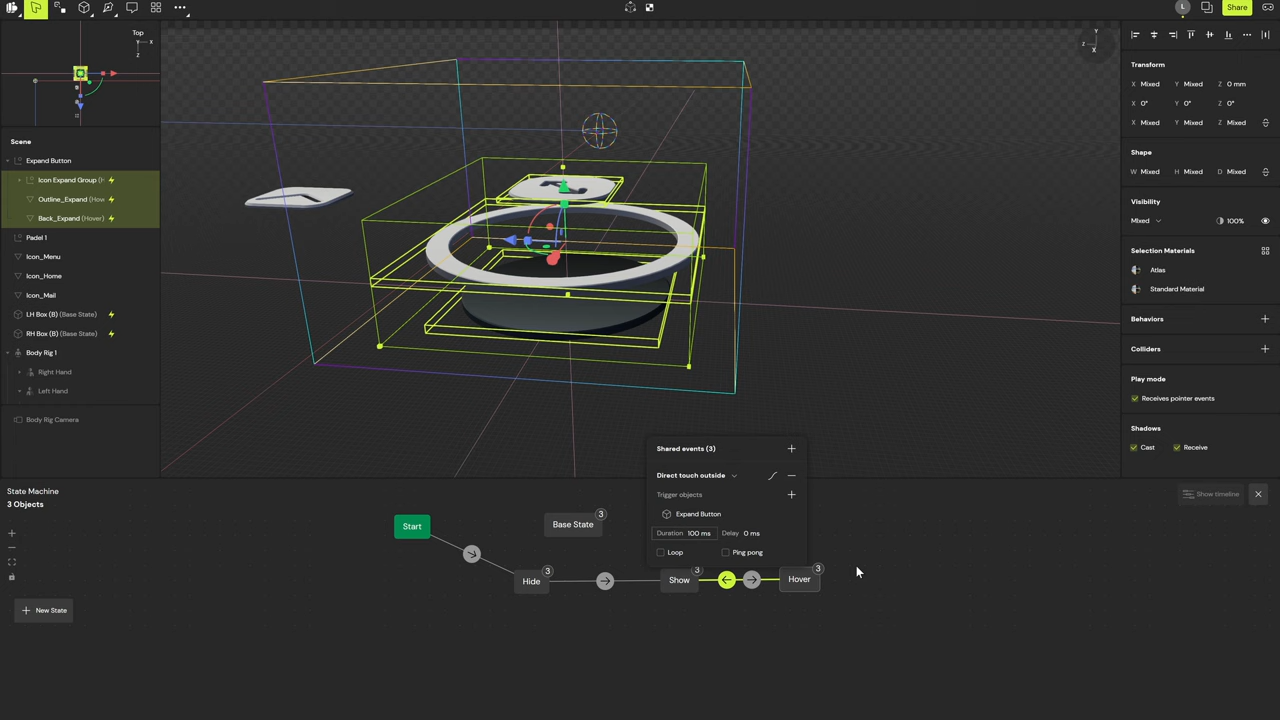 L
Share
Top
Y
X
Z
Y
Z
X
Scene
Expand Button
Icon Expand Group (H
Outline_Expand (Hov
Back_Expand (Hover)
Padel 1
Icon_Menu
Icon_Home
Icon_Mail
LH Box (B) (Base State)
RH Box (B) (Base State)
Body Rig 1
Right Hand
Left Hand
Body Rig Camera
Transform
X Mixed Y Mixed Z 0 mm
X 0° Y 0° Z 0°
X Mixed Y Mixed Z Mixed
Shape
W Mixed H Mixed D Mixed
Visibility
Mixed 100%
Selection Materials
Atlas
Standard Material
Behaviors
Colliders
Play mode
Receives pointer events
Shadows
Cast Receive
Shared events (3)
Direct touch outside
Trigger objects
Expand Button
Duration 100 ms Delay 0 ms
Loop Ping pong
State Machine
3 Objects
Show timeline
Start
Base State 3
Hide 3
Show 3
Hover 3
New State